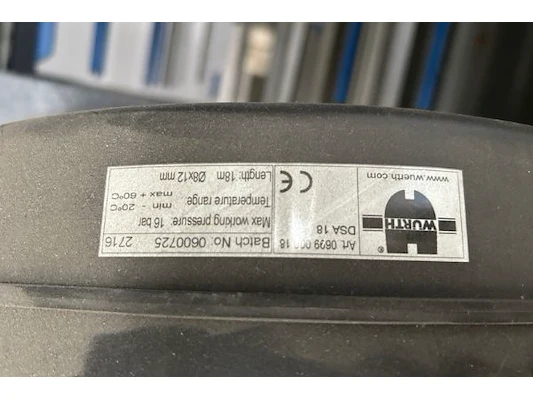 WÜRTH
®
www.wuerth.com
Art. 0699 18
DSA 18
CE
Batch No: 0600725 2716
Max working pressure: 16 bar
Temperature range: min - 20°C
max + 60°C
Length: 18m Ø8x12 mm